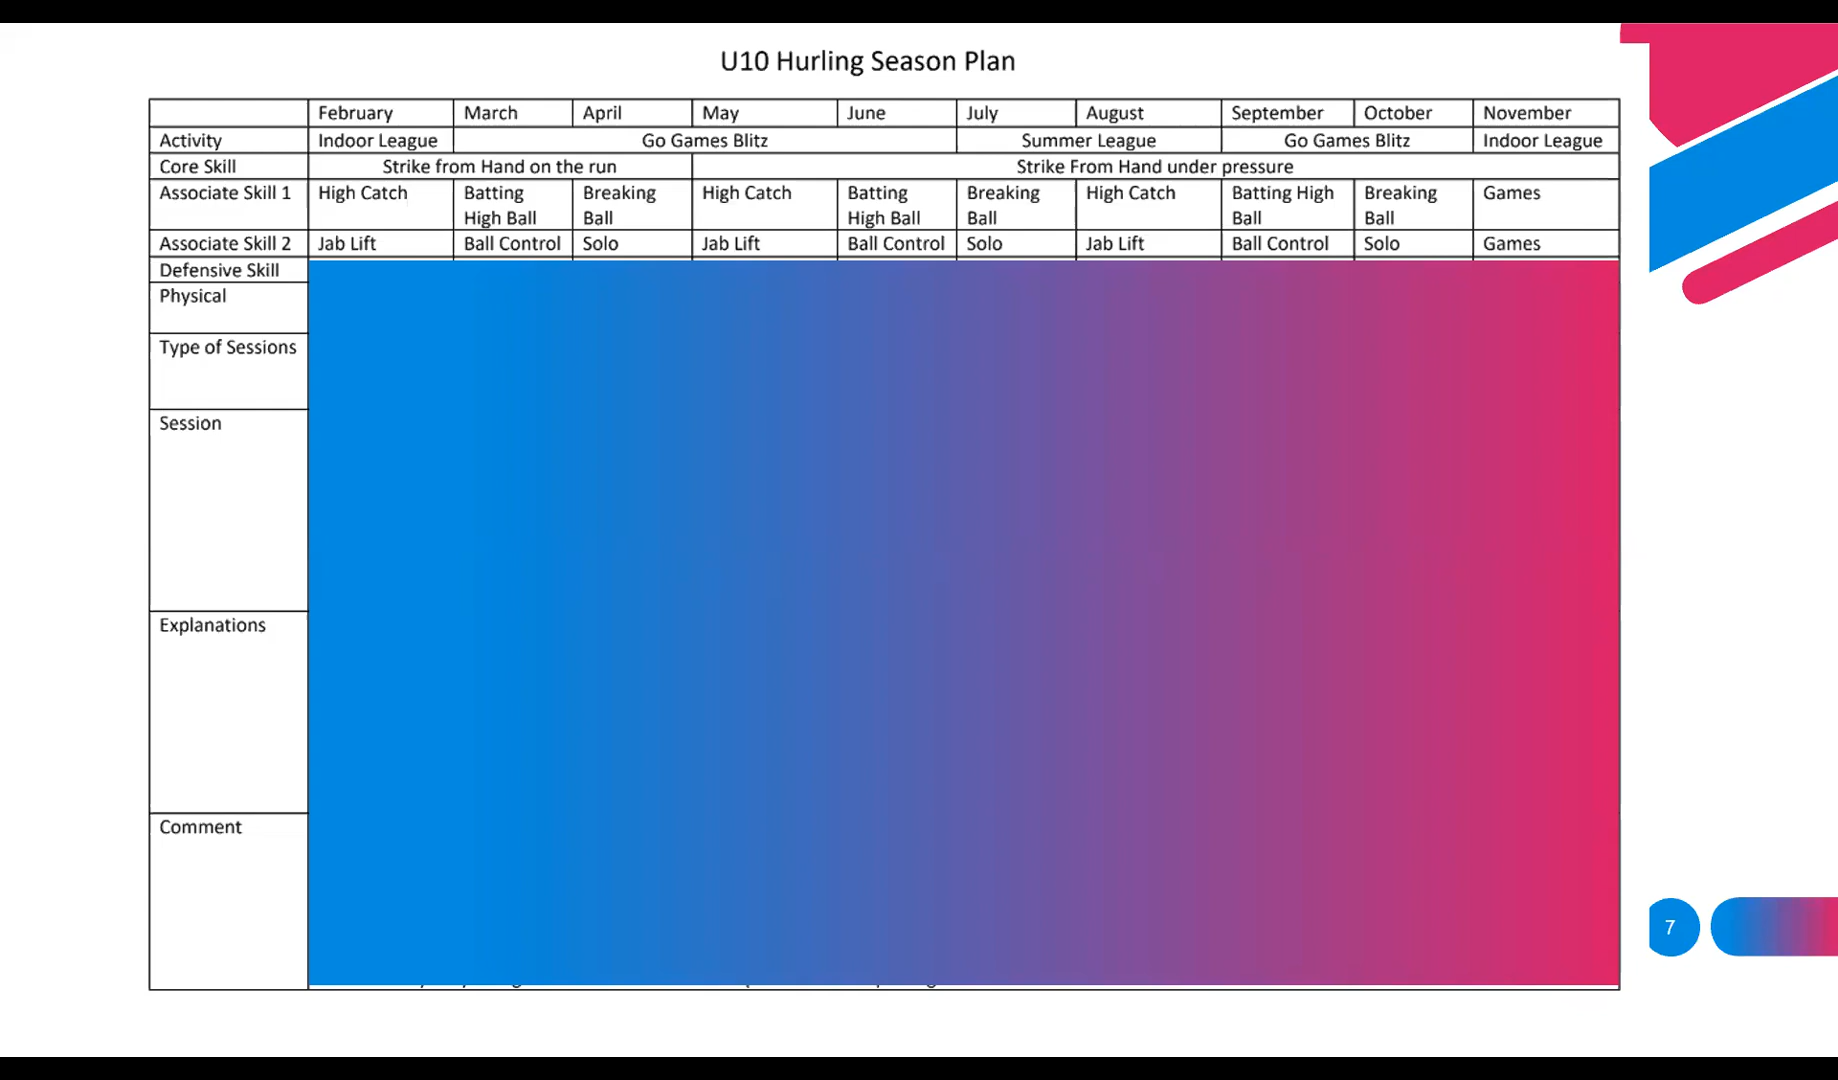 U10 Hurling Season Plan
February March April May June July August September October November
Activity Indoor League Go Games Blitz Summer League Go Games Blitz Indoor League
Core Skill Strike from Hand on the run Strike From Hand under pressure
Associate Skill 1 High Catch Batting High Ball Breaking Ball High Catch Batting High Ball Breaking Ball High Catch Batting High Ball Breaking Ball Games
Associate Skill 2 Jab Lift Ball Control Solo Jab Lift Ball Control Solo Jab Lift Ball Control Solo Games
Defensive Skill
Physical
Type of Sessions
Session
Explanations
Comment
7